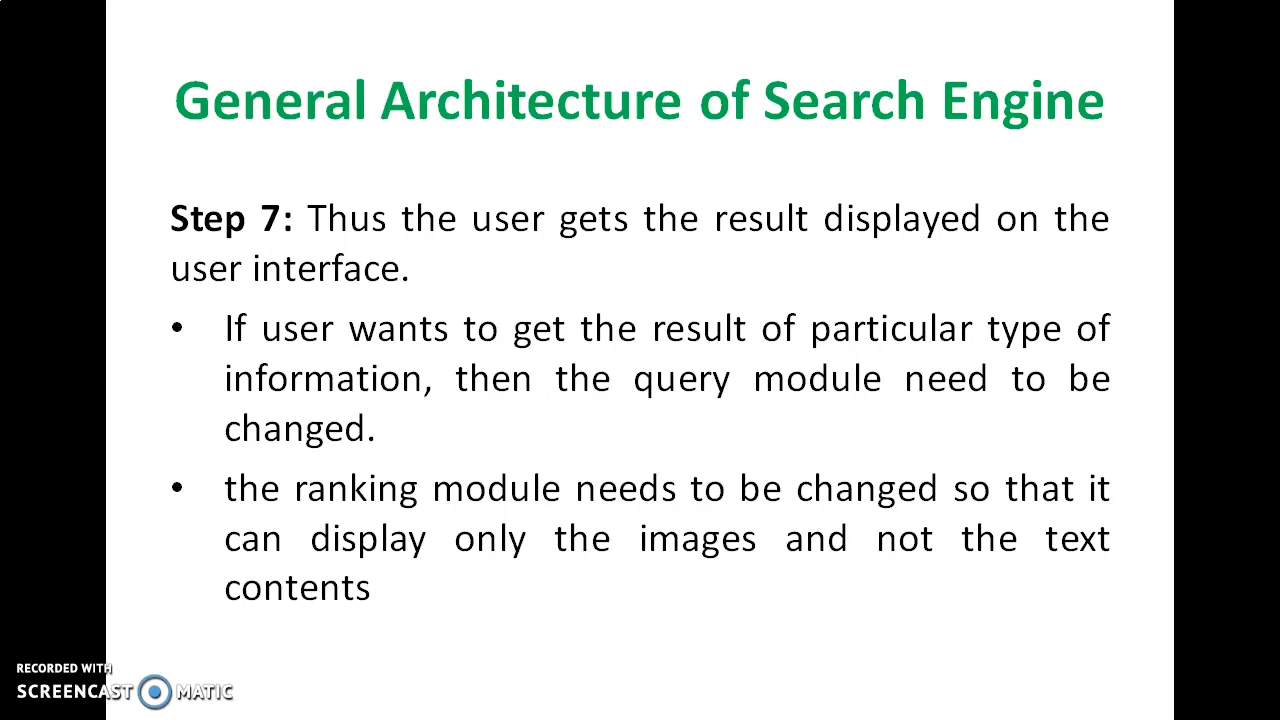 General Architecture of Search Engine
Step 7: Thus the user gets the result displayed on the
user interface.
• If user wants to get the result of particular type of
information, then the query module need to be
changed.
• the ranking module needs to be changed so that it
can display only the images and not the text
contents
RECORDED WITH
SCREENCAST MATIC